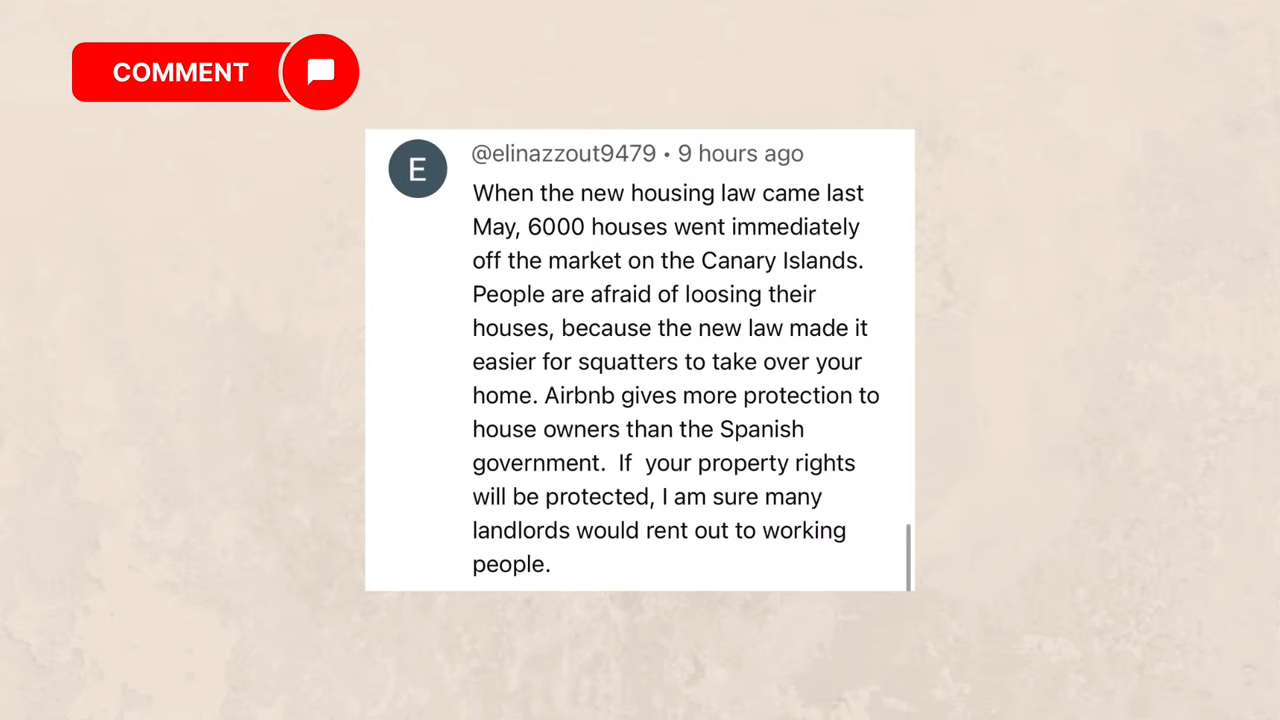 COMMENT
E
@elinazzout9479 • 9 hours ago
When the new housing law came last
May, 6000 houses went immediately
off the market on the Canary Islands.
People are afraid of loosing their
houses, because the new law made it
easier for squatters to take over your
home. Airbnb gives more protection to
house owners than the Spanish
government.  If  your property rights
will be protected, I am sure many
landlords would rent out to working
people.